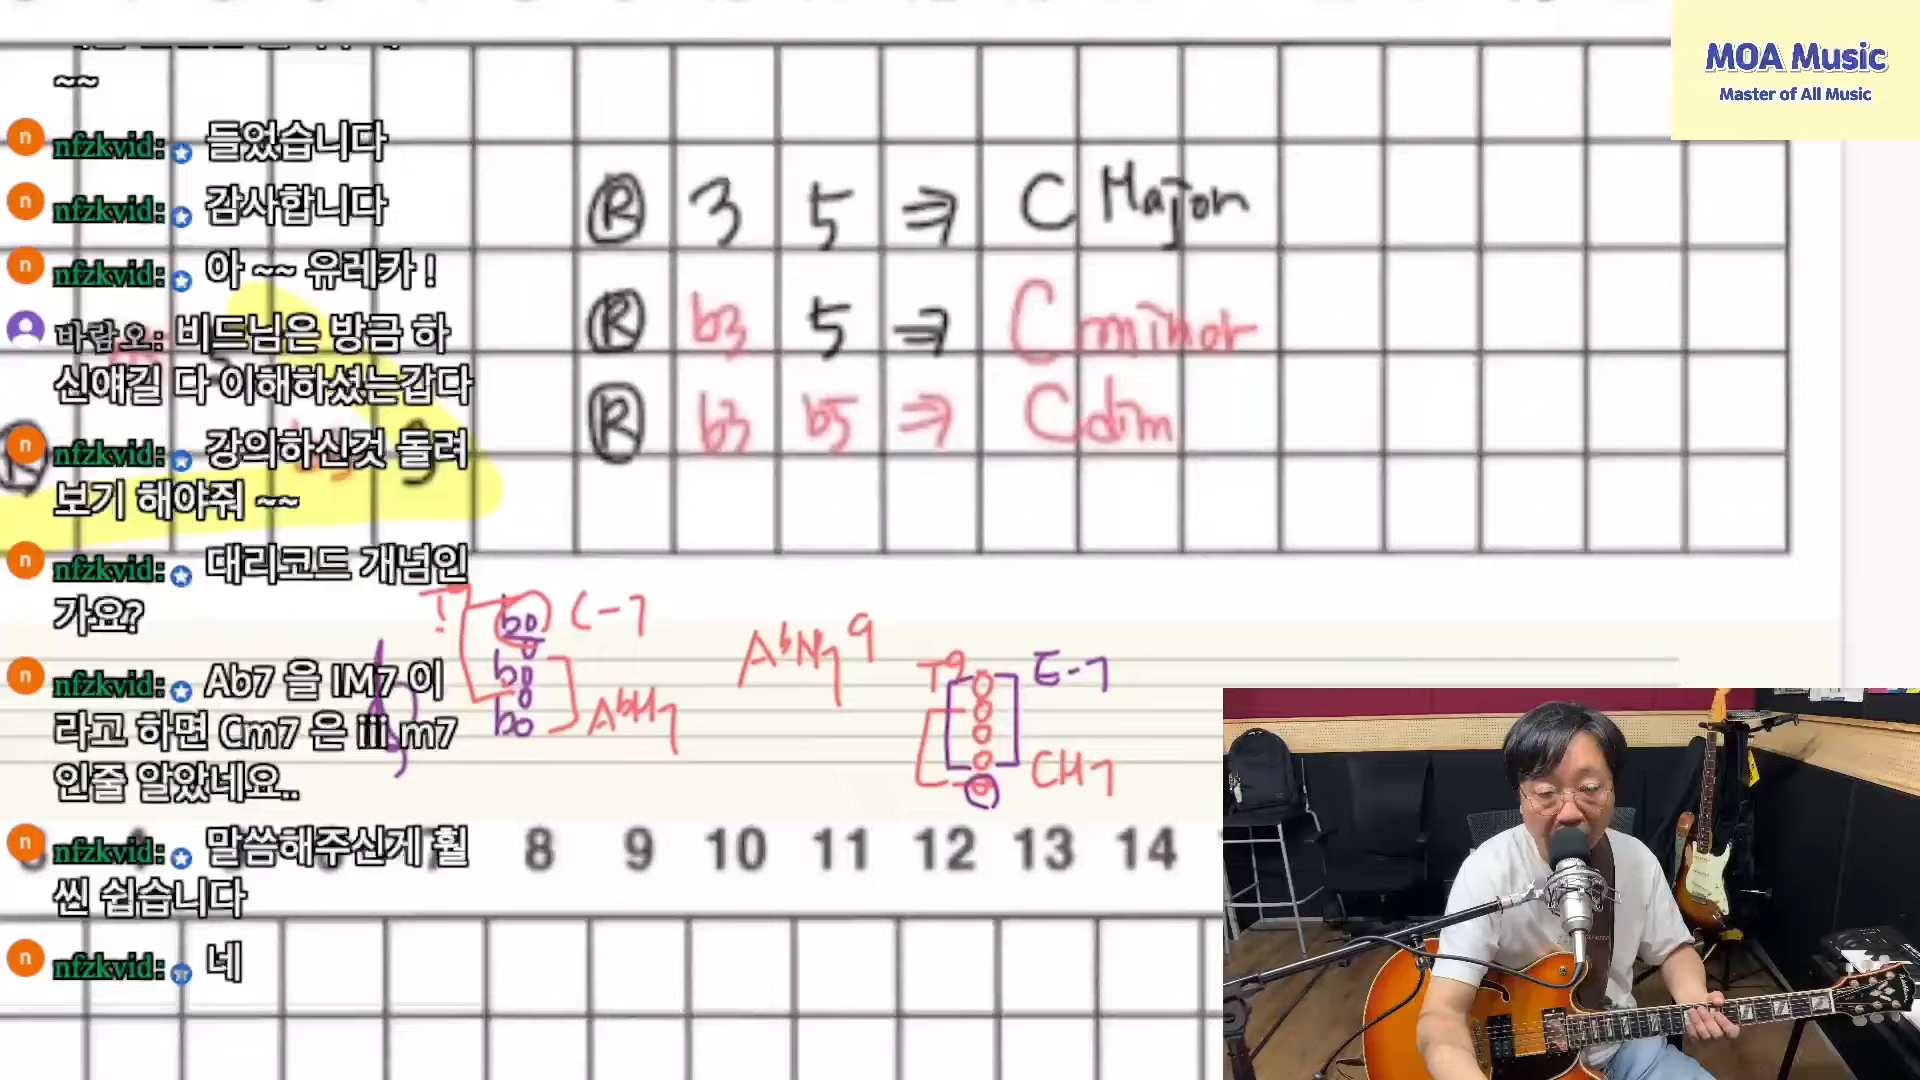 MOA Music
Master of All Music
~~
nfzkvid: 들었습니다
nfzkvid: 감사합니다
nfzkvid: 아 ~~ 유레카 !
바람오: 비드님은 방금 하
신얘길 다 이해하셨는갑다
nfzkvid: 강의하신것 돌려
보기 해야줘 ~~
nfzkvid: 대리코드 개념인
가요?
nfzkvid: Ab7 을 IM7 이
라고 하면 Cm7 은 iii m7
인줄 알았네요..
nfzkvid: 말씀해주신게 훨
씬 쉽습니다
nfzkvid: 네
R 3 5 ⇒ C Major
R b3 5 ⇒ C minor
R b3 b5 ⇒ C dim
C-7
AbM7
AbM7 9
T9
E-7
CM7
8 9 10 11 12 13 14